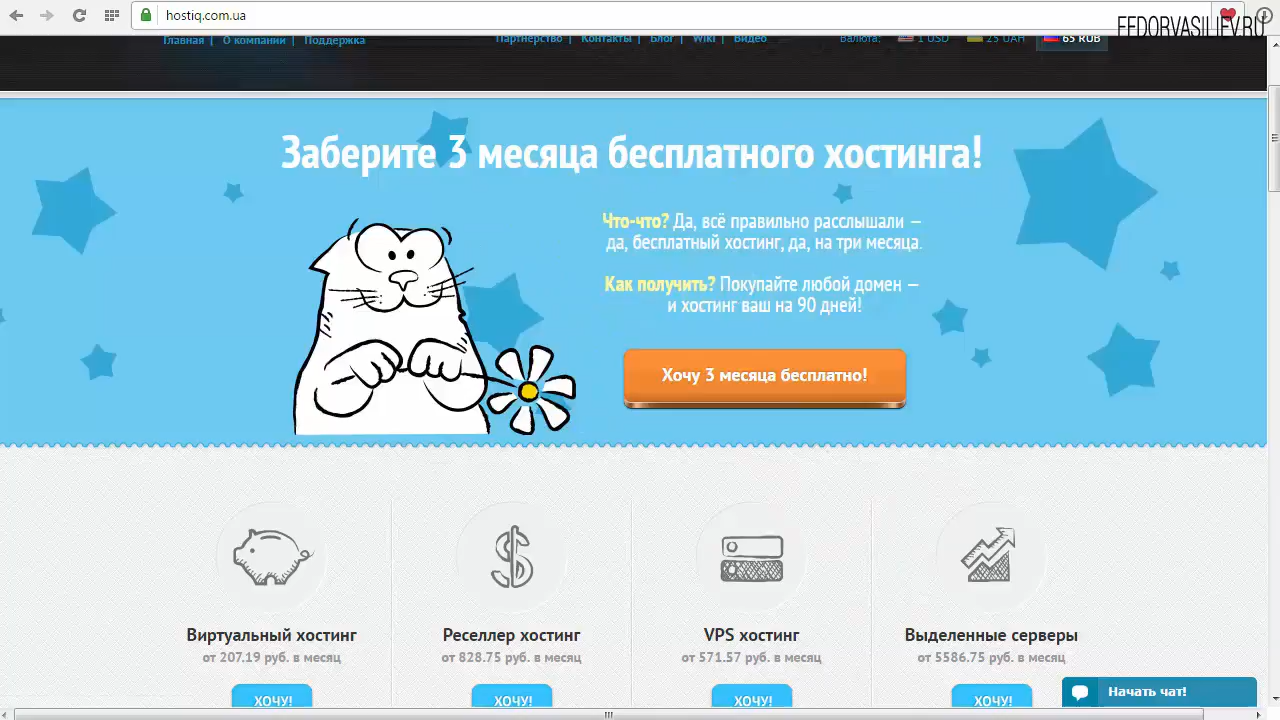 hostiq.com.ua
FEDORVASILIEV.RU
Главная | О компании | Поддержка
Партнерство | Контакты | Блог | Wiki | Видео
Валюта: 1 USD 25 UAH 65 RUB
Заберите 3 месяца бесплатного хостинга!
Что-что? Да, всё правильно расслышали —
да, бесплатный хостинг, да, на три месяца.
Как получить? Покупайте любой домен —
и хостинг ваш на 90 дней!
Хочу 3 месяца бесплатно!
Виртуальный хостинг
от 207.19 руб. в месяц
ХОЧУ!
Реселлер хостинг
от 828.75 руб. в месяц
ХОЧУ!
VPS хостинг
от 571.57 руб. в месяц
ХОЧУ!
Выделенные серверы
от 5586.75 руб. в месяц
ХОЧУ!
Начать чат!